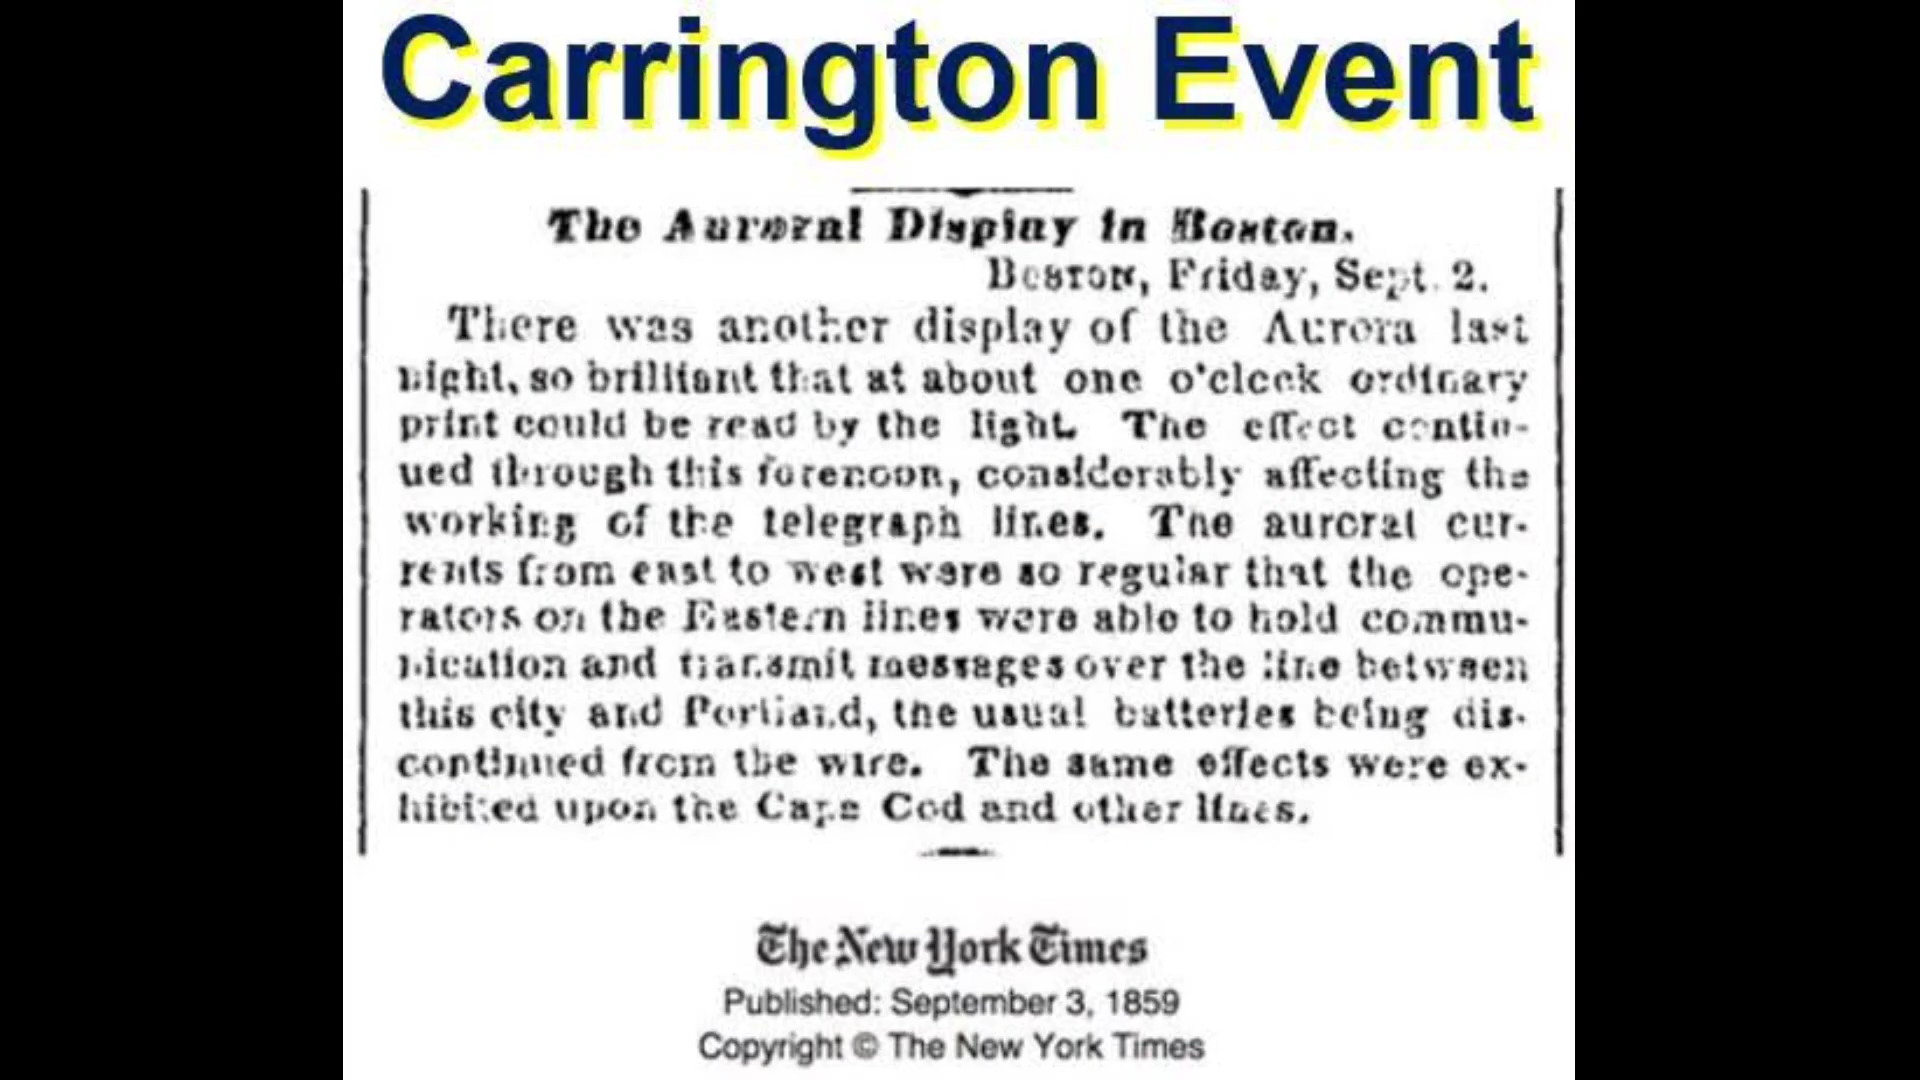 Carrington Event
The Auroral Display in Boston.
BOSTON, Friday, Sept. 2.
There was another display of the Aurora last
night, so brilliant that at about one o'clock ordinary
print could be read by the light. The effect contin-
ued through this forenoon, considerably affecting the
working of the telegraph lines. The auroral cur-
rents from east to west were so regular that the ope-
rators on the Eastern lines were able to hold commu-
nication and transmit messages over the line between
this city and Portland, the usual batteries being dis-
continued from the wire. The same effects were ex-
hibited upon the Cape Cod and other lines.
The New York Times
Published: September 3, 1859
Copyright © The New York Times